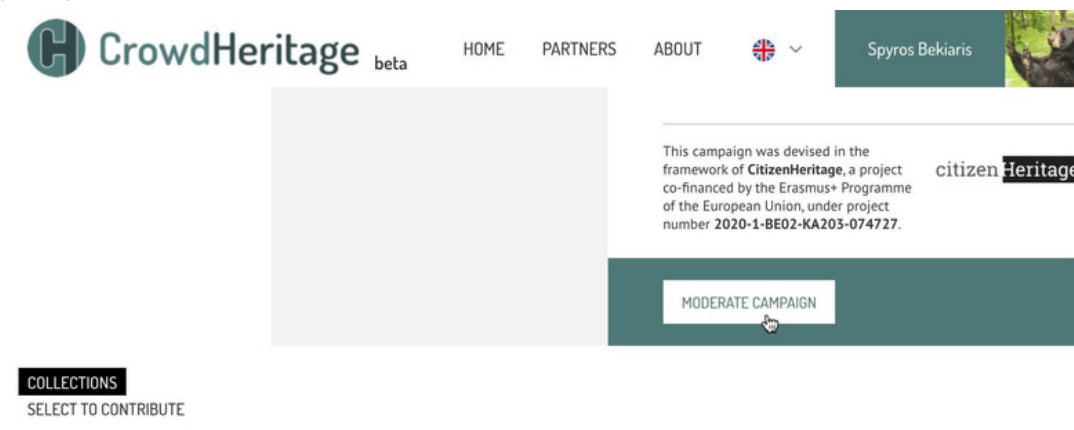 CrowdHeritage beta
HOME PARTNERS ABOUT
Spyros Bekiaris
This campaign was devised in the
framework of CitizenHeritage, a project
co-financed by the Erasmus+ Programme
of the European Union, under project
number 2020-1-BE02-KA203-074727.
citizen Heritage
MODERATE CAMPAIGN
COLLECTIONS
SELECT TO CONTRIBUTE